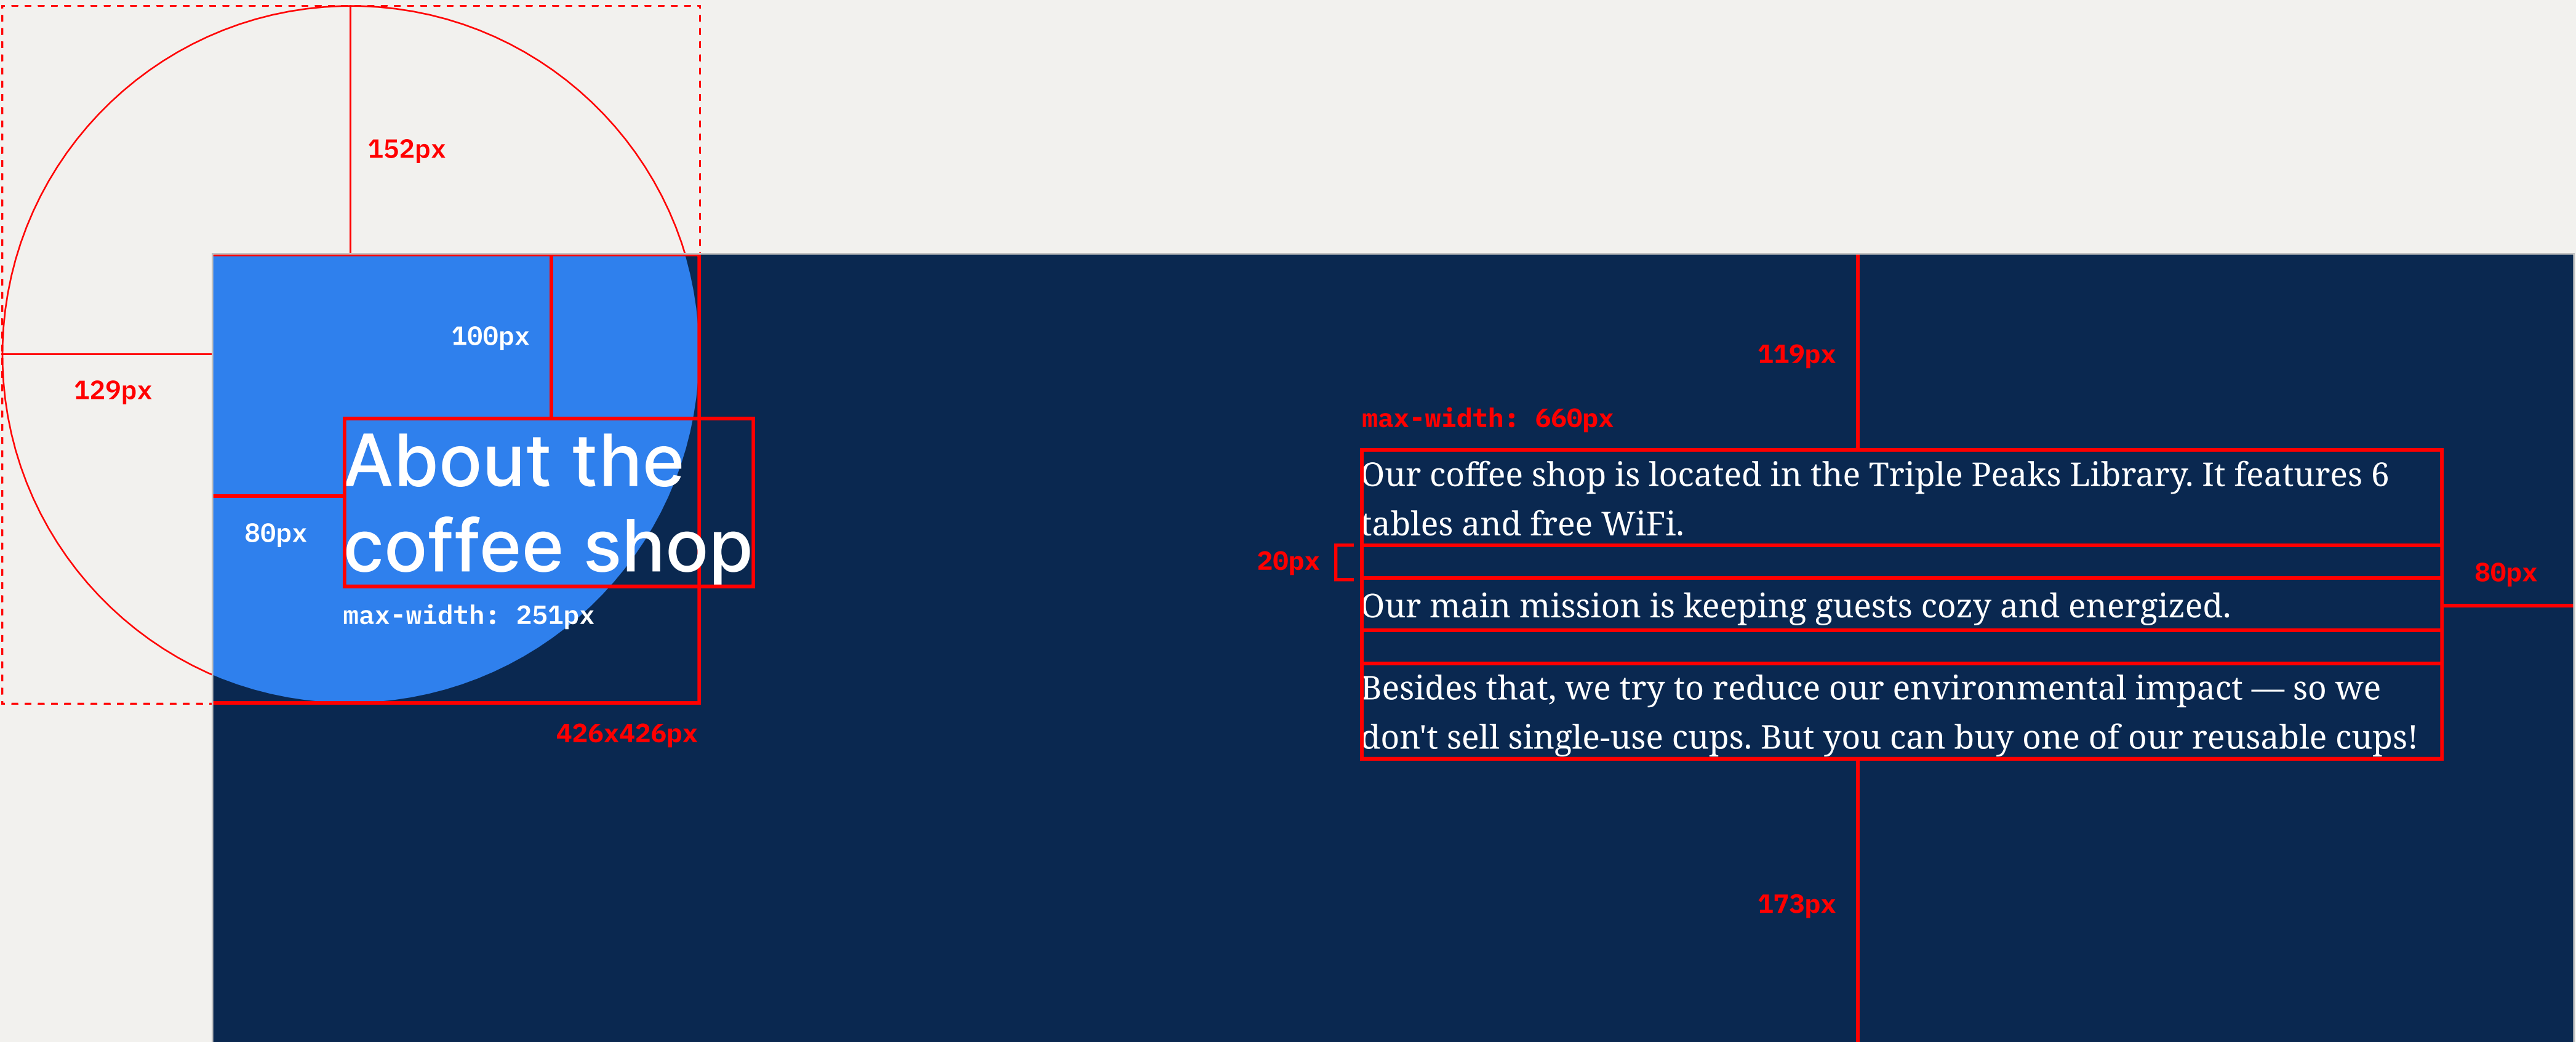 152px
129px
100px
80px
About the
coffee shop
max-width: 251px
426x426px
119px
max-width: 660px
Our coffee shop is located in the Triple Peaks Library. It features 6
tables and free WiFi.
20px
Our main mission is keeping guests cozy and energized.
80px
Besides that, we try to reduce our environmental impact — so we
don't sell single-use cups. But you can buy one of our reusable cups!
173px